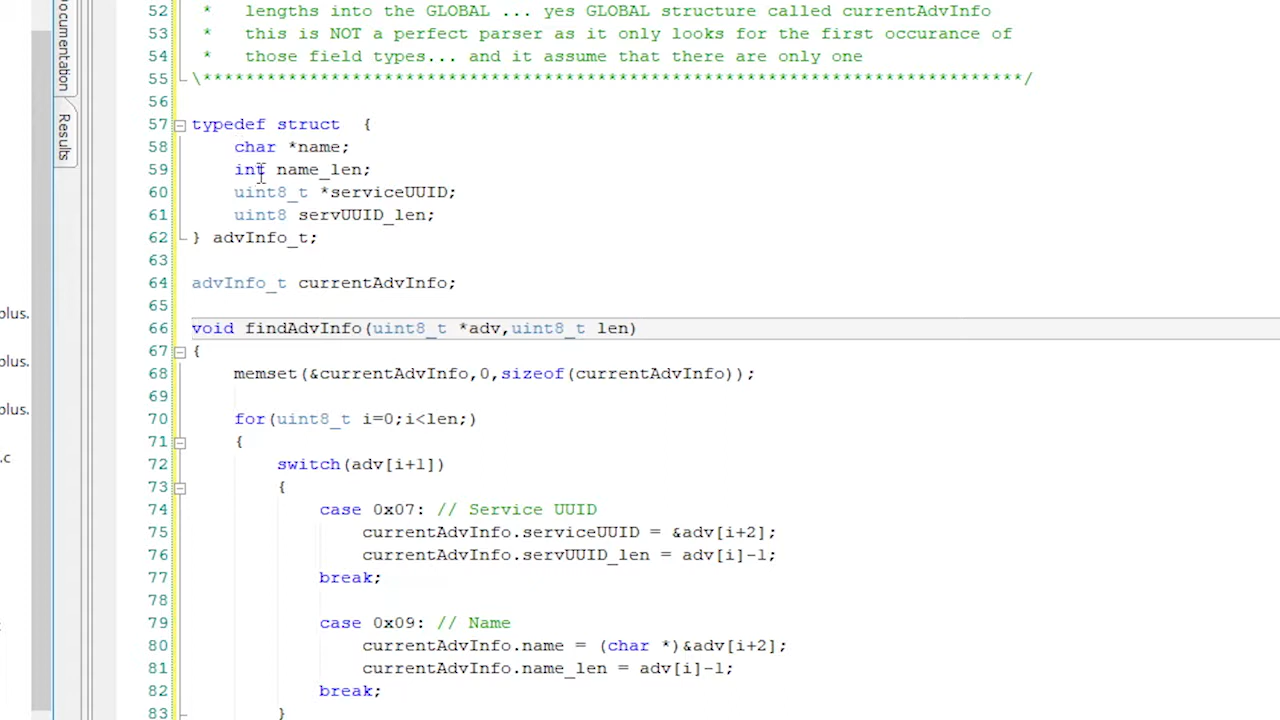 52 * lengths into the GLOBAL ... yes GLOBAL structure called currentAdvInfo
53 * this is NOT a perfect parser as it only looks for the first occurance of
54 * those field types... and it assume that there are only one
55 \*****************************************************************************/
56
57 typedef struct {
58 char *name;
59 int name_len;
60 uint8_t *serviceUUID;
61 uint8 servUUID_len;
62 } advInfo_t;
63
64 advInfo_t currentAdvInfo;
65
66 void findAdvInfo(uint8_t *adv,uint8_t len)
67 {
68 memset(&currentAdvInfo,0,sizeof(currentAdvInfo));
69
70 for(uint8_t i=0;i<len;)
71 {
72 switch(adv[i+1])
73 {
74 case 0x07: // Service UUID
75 currentAdvInfo.serviceUUID = &adv[i+2];
76 currentAdvInfo.servUUID_len = adv[i]-1;
77 break;
78
79 case 0x09: // Name
80 currentAdvInfo.name = (char *)&adv[i+2];
81 currentAdvInfo.name_len = adv[i]-1;
82 break;
83 }
ocumentation
Results
plus.
plus.
plus.
.c